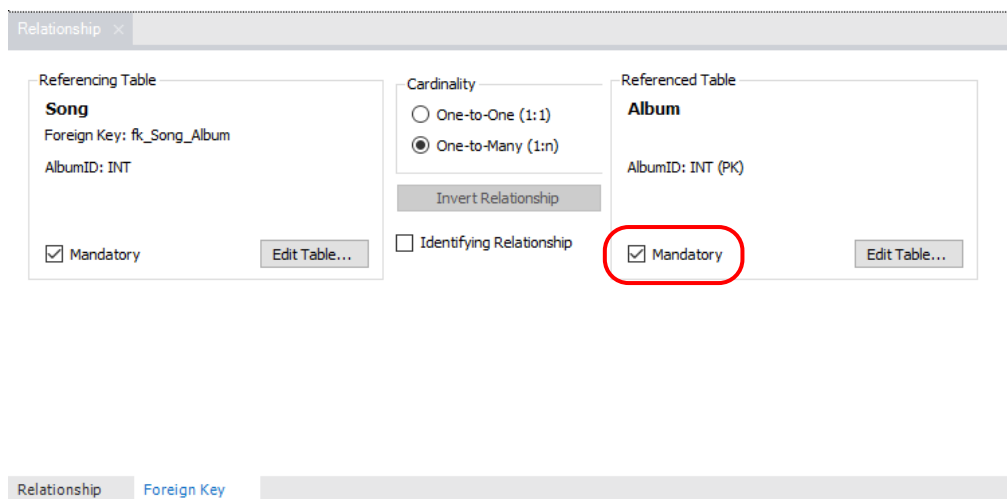 Relationship ×
Referencing Table
Song
Foreign Key: fk_Song_Album
AlbumID: INT
Mandatory
Edit Table...
Cardinality
One-to-One (1:1)
One-to-Many (1:n)
Invert Relationship
Identifying Relationship
Referenced Table
Album
AlbumID: INT (PK)
Mandatory
Edit Table...
Relationship
Foreign Key